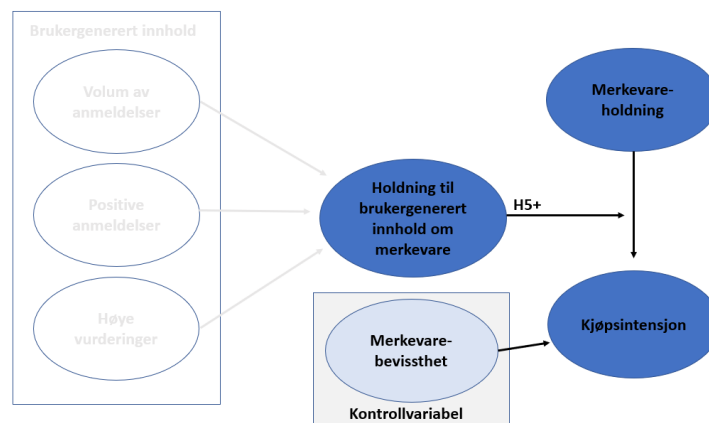 Brukergenerert innhold
Volum av
anmeldelser
Positive
anmeldelser
Høye
vurderinger
Holdning til
brukergenerert
innhold om
merkevare
H5+
Merkevare-
holdning
Kjøpsintensjon
Merkevare-
bevissthet
Kontrollvariabel